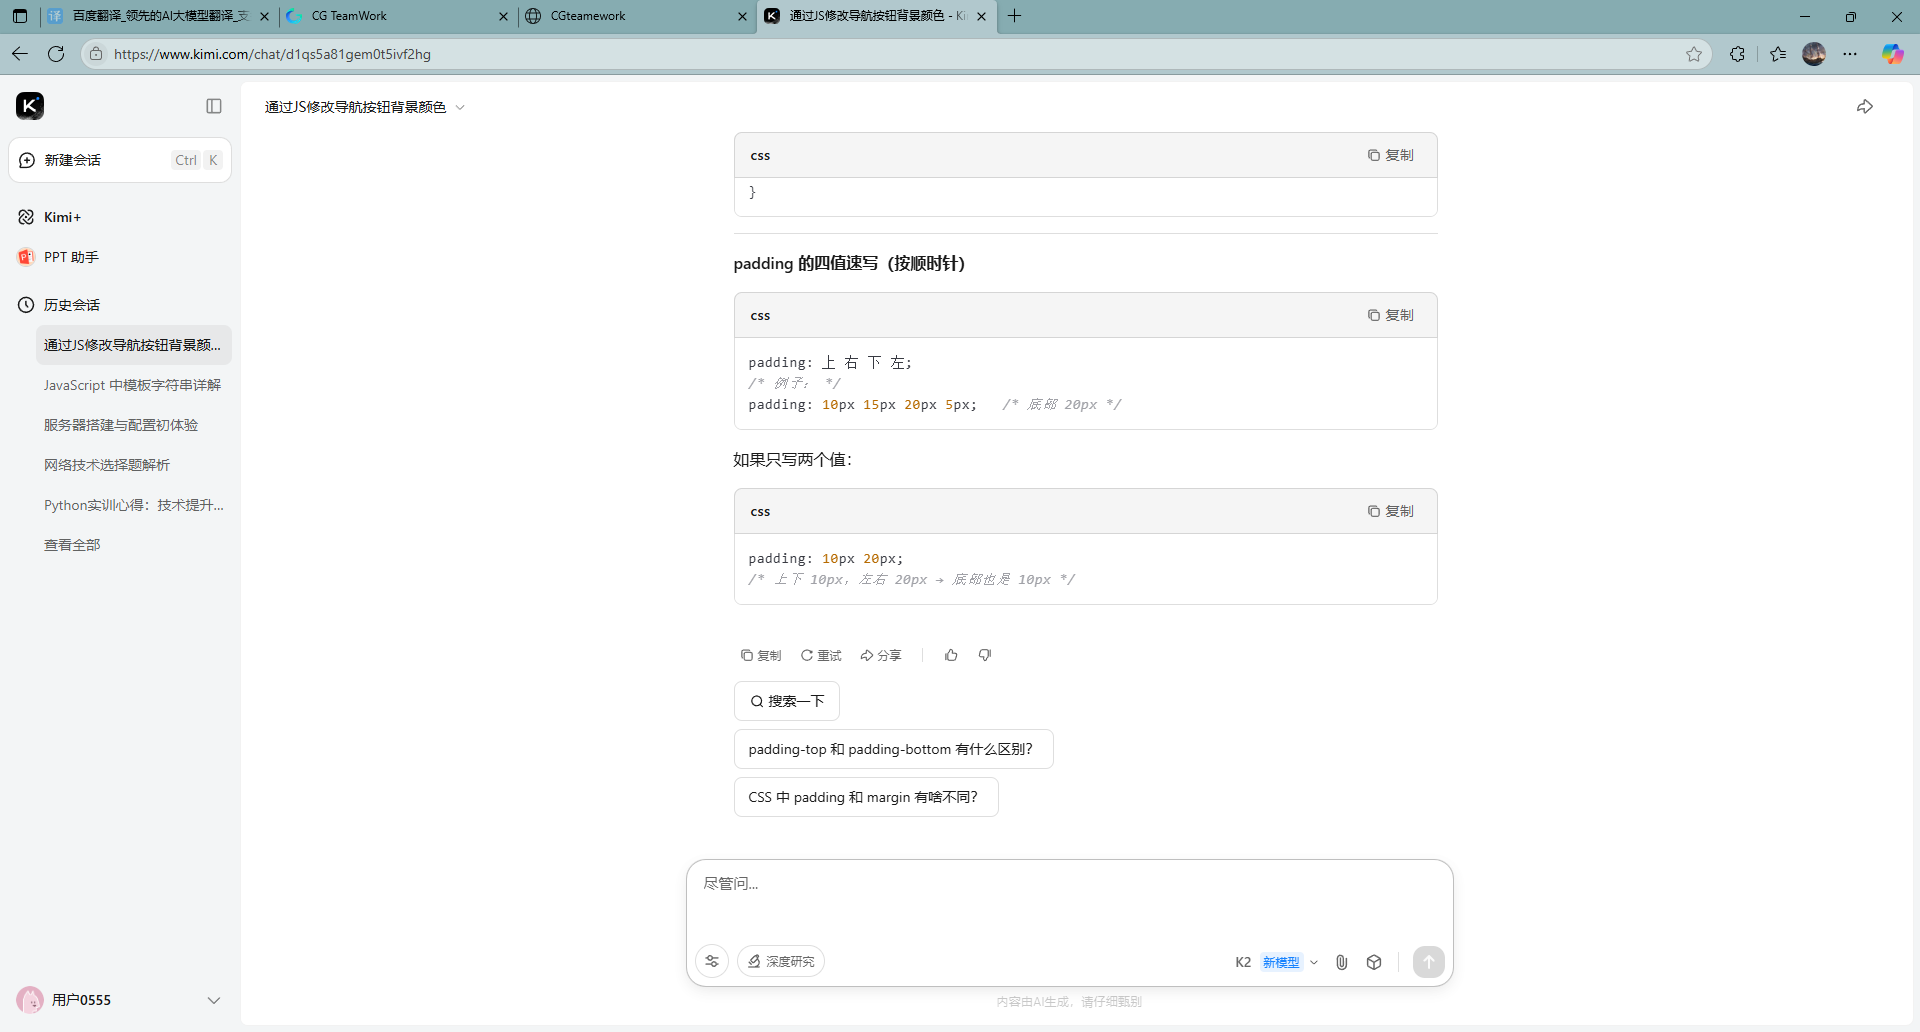 百度翻译_领先的AI大模型翻译_支
CG TeamWork
CGteamework
通过JS修改导航按钮背景颜色 - Ki
https://www.kimi.com/chat/d1qs5a81gem0t5ivf2hg
通过JS修改导航按钮背景颜色
新建会话 Ctrl K
Kimi+
PPT 助手
历史会话
通过JS修改导航按钮背景颜...
JavaScript 中模板字符串详解
服务器搭建与配置初体验
网络技术选择题解析
Python实训心得：技术提升...
查看全部
用户0555
css 复制
}
padding 的四值速写（按顺时针）
css 复制
padding: 上 右 下 左;
/* 例子： */
padding: 10px 15px 20px 5px; /* 底部 20px */
如果只写两个值：
css 复制
padding: 10px 20px;
/* 上下 10px，左右 20px → 底部也是 10px */
复制 重试 分享
搜索一下
padding-top 和 padding-bottom 有什么区别？
CSS 中 padding 和 margin 有啥不同？
尽管问...
深度研究 K2 新模型
内容由AI生成，请仔细甄别